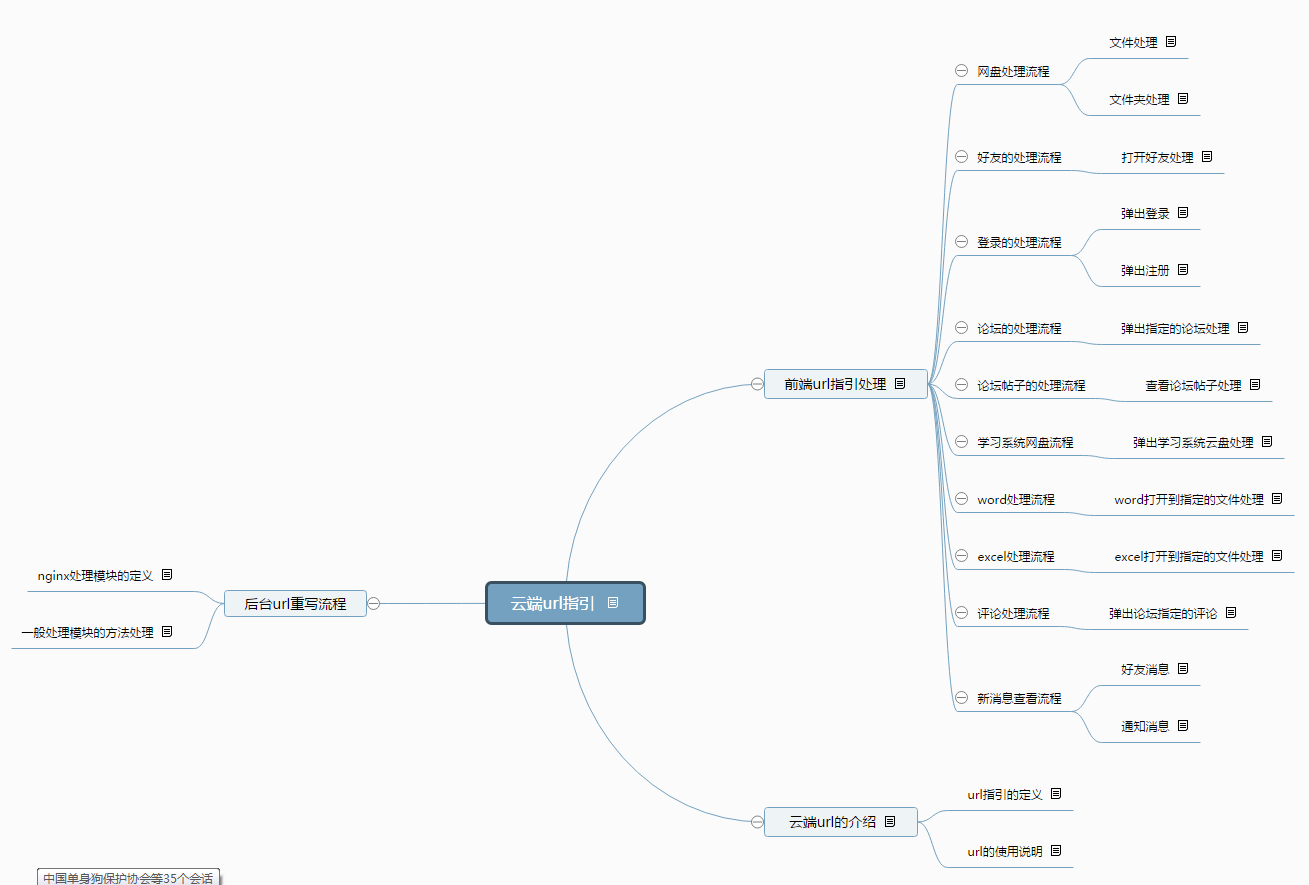 云端url指引
前端url指引处理
网盘处理流程
文件处理
文件夹处理
好友的处理流程
打开好友处理
登录的处理流程
弹出登录
弹出注册
论坛的处理流程
弹出指定的论坛处理
论坛帖子的处理流程
查看论坛帖子处理
学习系统网盘流程
弹出学习系统云盘处理
word处理流程
word打开到指定的文件处理
excel处理流程
excel打开到指定的文件处理
评论处理流程
弹出论坛指定的评论
新消息查看流程
好友消息
通知消息
云端url的介绍
url指引的定义
url的使用说明
后台url重写流程
nginx处理模块的定义
一般处理模块的方法处理
中国单身狗保护协会等35个会话